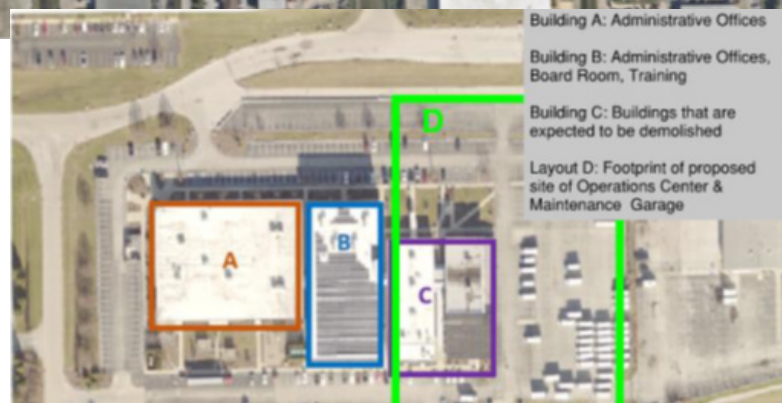 Building A: Administrative Offices
Building B: Administrative Offices,
Board Room, Training
Building C: Buildings that are
expected to be demolished
Layout D: Footprint of proposed
site of Operations Center &
Maintenance Garage
D
A
B
C